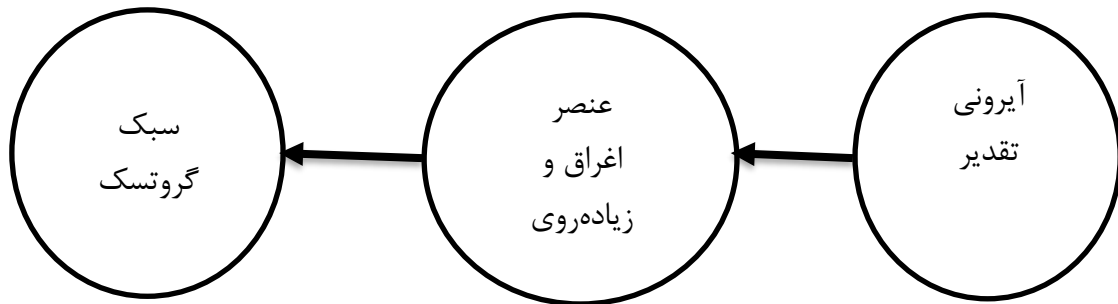 آیرونی
تقدیر
عنصر
اغراق و
زیاده‌روی
سبک
گروتسک